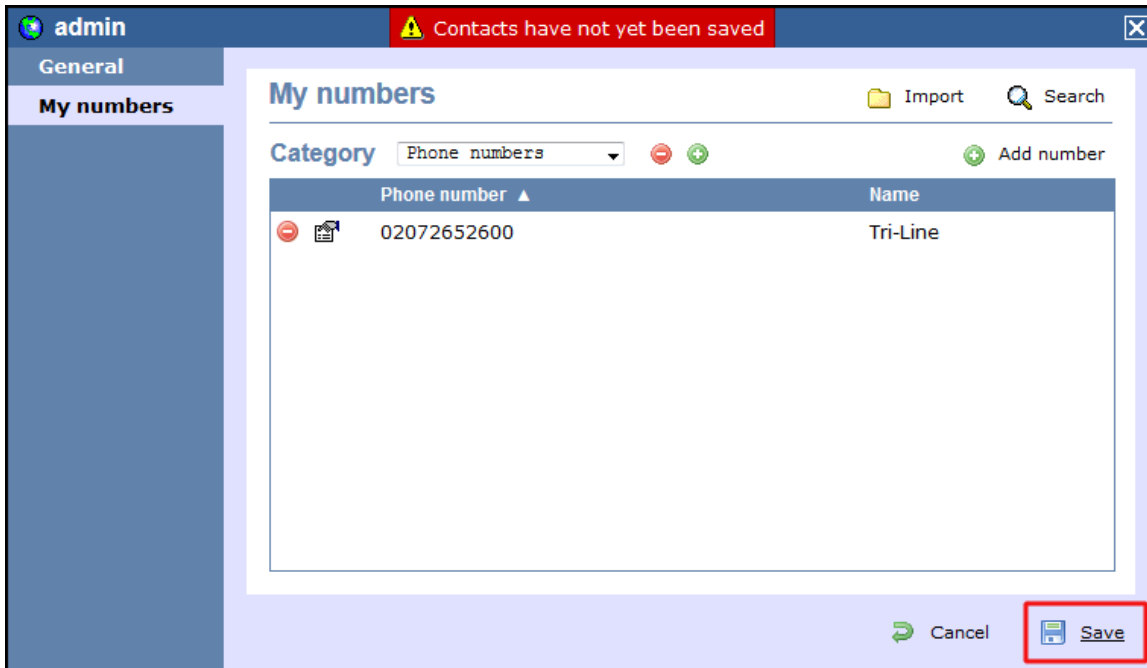 admin
Contacts have not yet been saved
General
My numbers
My numbers
Import
Search
Category
Phone numbers
Add number
Phone number ▲
Name
02072652600
Tri-Line
Cancel
Save